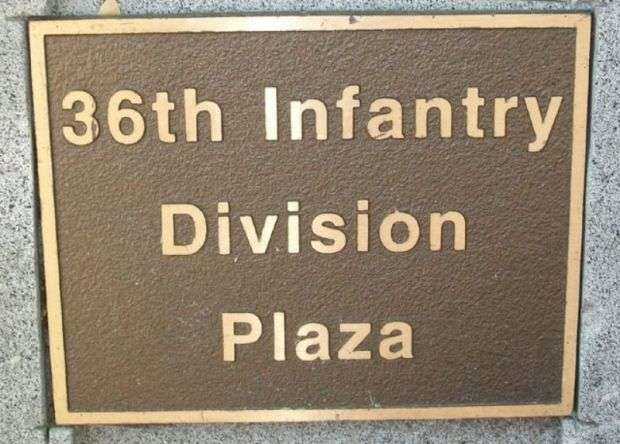 36th Infantry
Division
Plaza